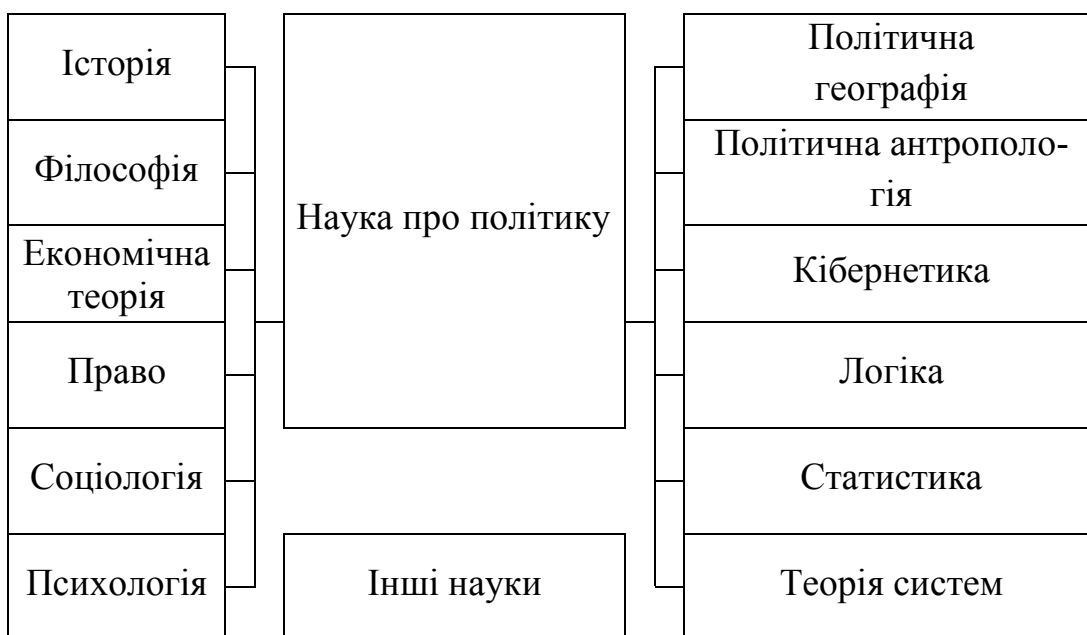 Історія
Філософія
Економічна
теорія
Право
Соціологія
Психологія
Наука про політику
Інші науки
Політична
географія
Політична антрополо-
гія
Кібернетика
Логіка
Статистика
Теорія систем